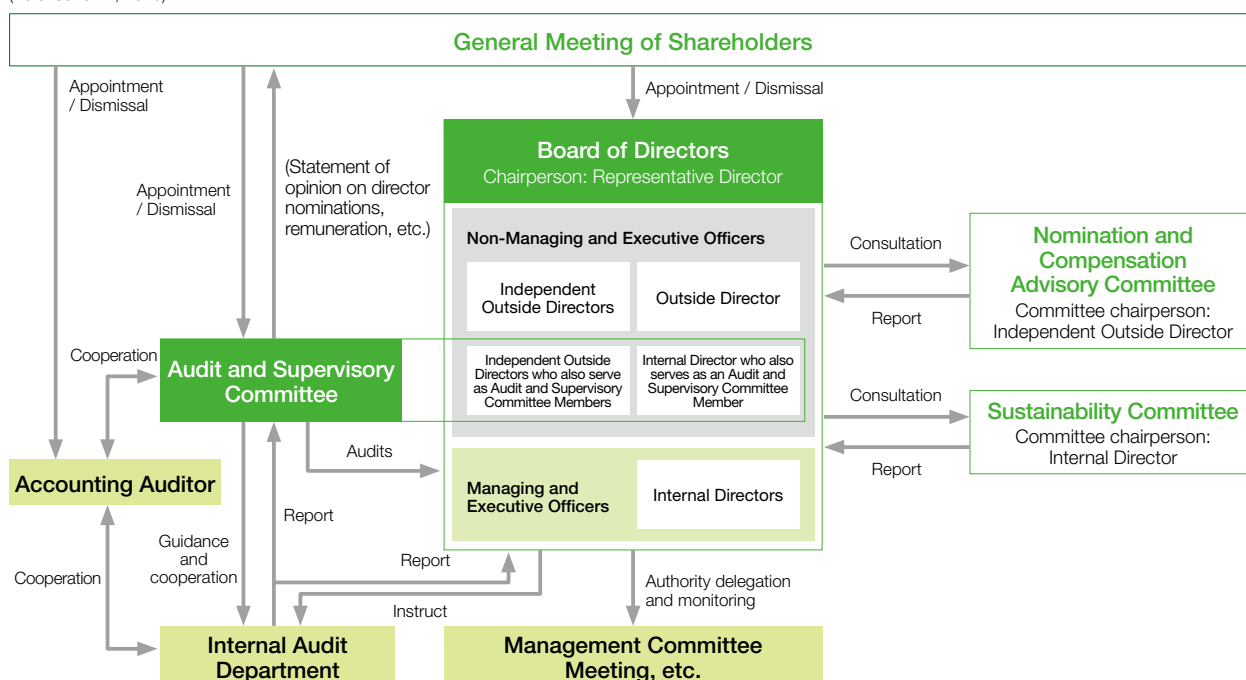 General Meeting of Shareholders
Appointment
/ Dismissal
Appointment
/ Dismissal
(Statement of
opinion on director
nominations,
remuneration, etc.)
Appointment / Dismissal
Board of Directors
Chairperson: Representative Director
Non-Managing and Executive Officers
Independent
Outside Directors
Outside Director
Independent Outside
Directors who also serve
as Audit and Supervisory
Committee Members
Internal Director who also
serves as an Audit and
Supervisory Committee
Member
Managing and
Executive Officers
Internal Directors
Consultation
Report
Nomination and
Compensation
Advisory Committee
Committee chairperson:
Independent Outside Director
Consultation
Report
Sustainability Committee
Committee chairperson:
Internal Director
Cooperation
Audit and Supervisory
Committee
Audits
Accounting Auditor
Cooperation
Guidance
and
cooperation
Report
Report
Instruct
Authority delegation
and monitoring
Internal Audit
Department
Management Committee
Meeting, etc.